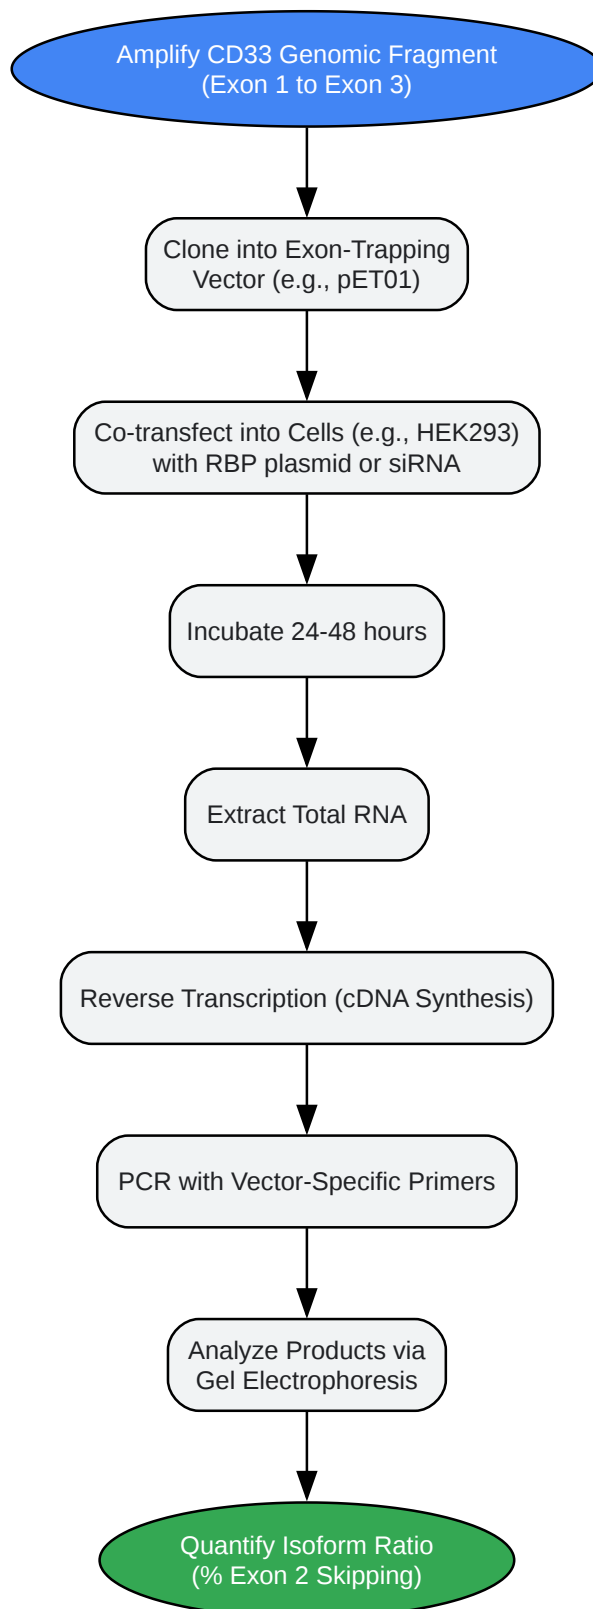 Amplify CD33 Genomic Fragment
(Exon 1 to Exon 3)
Clone into Exon-Trapping
Vector (e.g., pET01)
Co-transfect into Cells (e.g., HEK293)
with RBP plasmid or siRNA
Incubate 24-48 hours
Extract Total RNA
Reverse Transcription (cDNA Synthesis)
PCR with Vector-Specific Primers
Analyze Products via
Gel Electrophoresis
Quantify Isoform Ratio
(% Exon 2 Skipping)